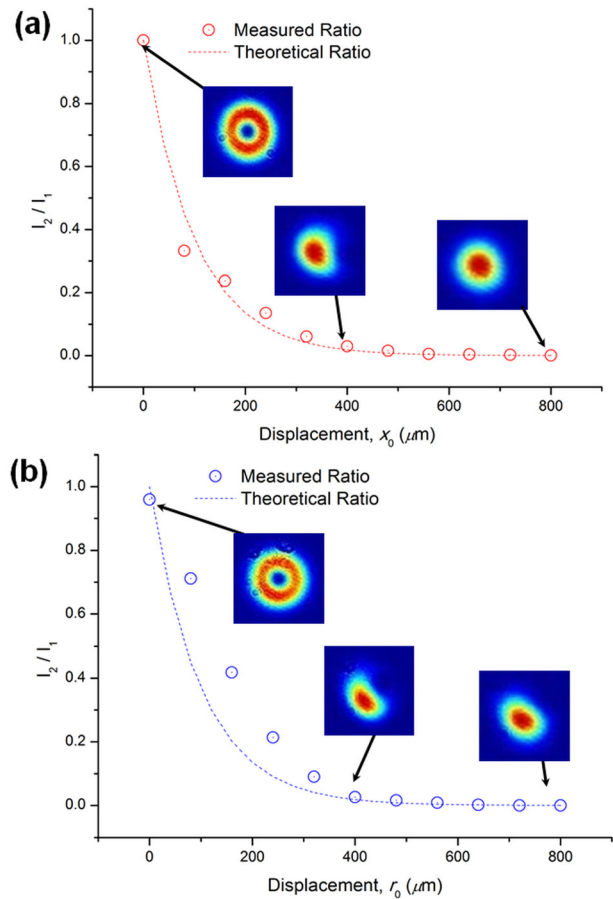 (a)
Measured Ratio
Theoretical Ratio
1.0
0.8
0.6
0.4
0.2
0.0
I₂ / I₁
0
200
400
600
800
Displacement, x₀ (μm)
(b)
Measured Ratio
Theoretical Ratio
1.0
0.8
0.6
0.4
0.2
0.0
I₂ / I₁
0
200
400
600
800
Displacement, r₀ (μm)